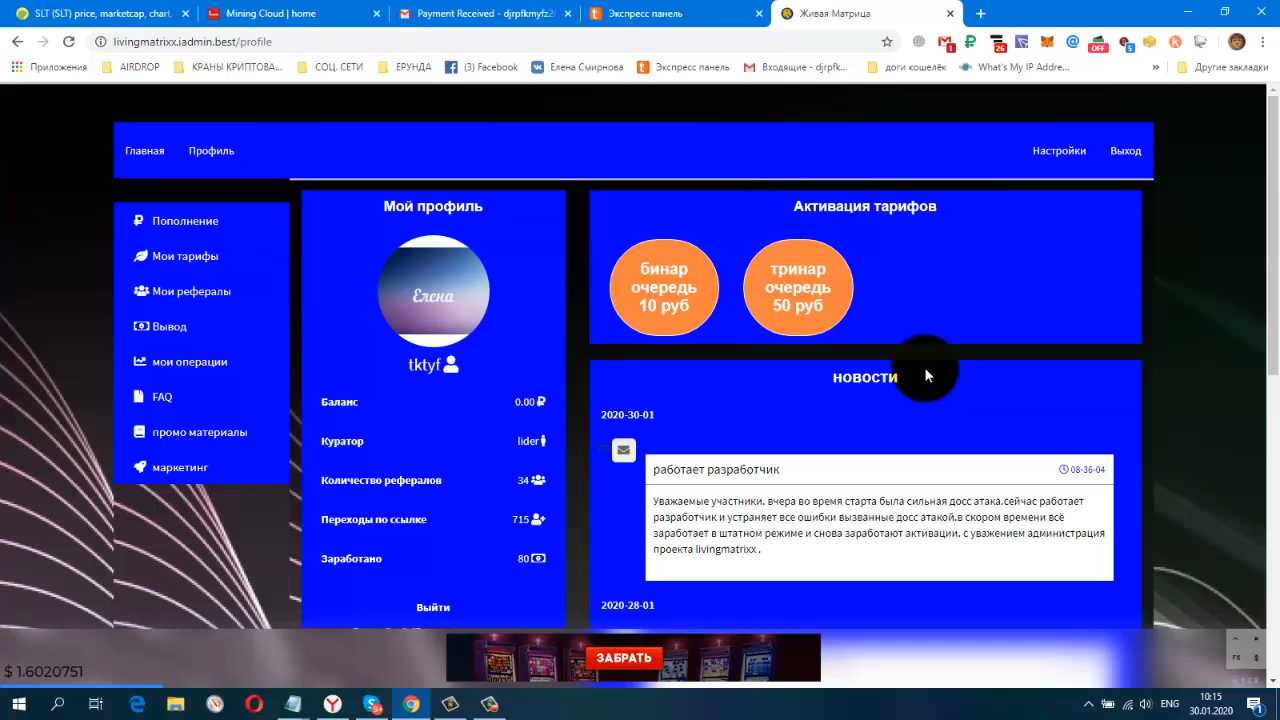 SLT (SLT) price, marketcap, chart,
Mining Cloud | home
Payment Received - djrpfkmyfz2
Экспресс панель
Живая Матрица
livingmatrixx.iadmin.best/profile
1
26
OFF
5
Приложения
AIRDROP
КРАНЫ КРИПТОВА...
СОЦ. СЕТИ
ЕРУНДА
(3) Facebook
Елена Смирнова
Экспресс панель
Входящие - djrpfk...
доги кошелёк
What's My IP Addre...
»
Другие закладки
Главная
Профиль
Настройки
Выход
Пополнение
Мои тарифы
Мои рефералы
Вывод
мои операции
FAQ
промо материалы
маркетинг
Мой профиль
Елена
tktyf
Баланс 0.00
Куратор lider
Количество рефералов 34
Переходы по ссылке 715
Заработано 80
Выйти
Активация тарифов
бинар
очередь
10 руб
тринар
очередь
50 руб
новости
2020-30-01
работает разработчик 08-36-04
Уважаемые участники. вчера во время старта была сильная досс атака.сейчас работает
разработчик и устраняет все ошибки вызванные досс атакой.в скором времени всё
заработает в штатном режиме и снова заработают активации. с уважением администрация
проекта livingmatrixx .
2020-28-01
ЗАБРАТЬ
$ 1.6020751
FX $
ENG
10:15
30.01.2020
1